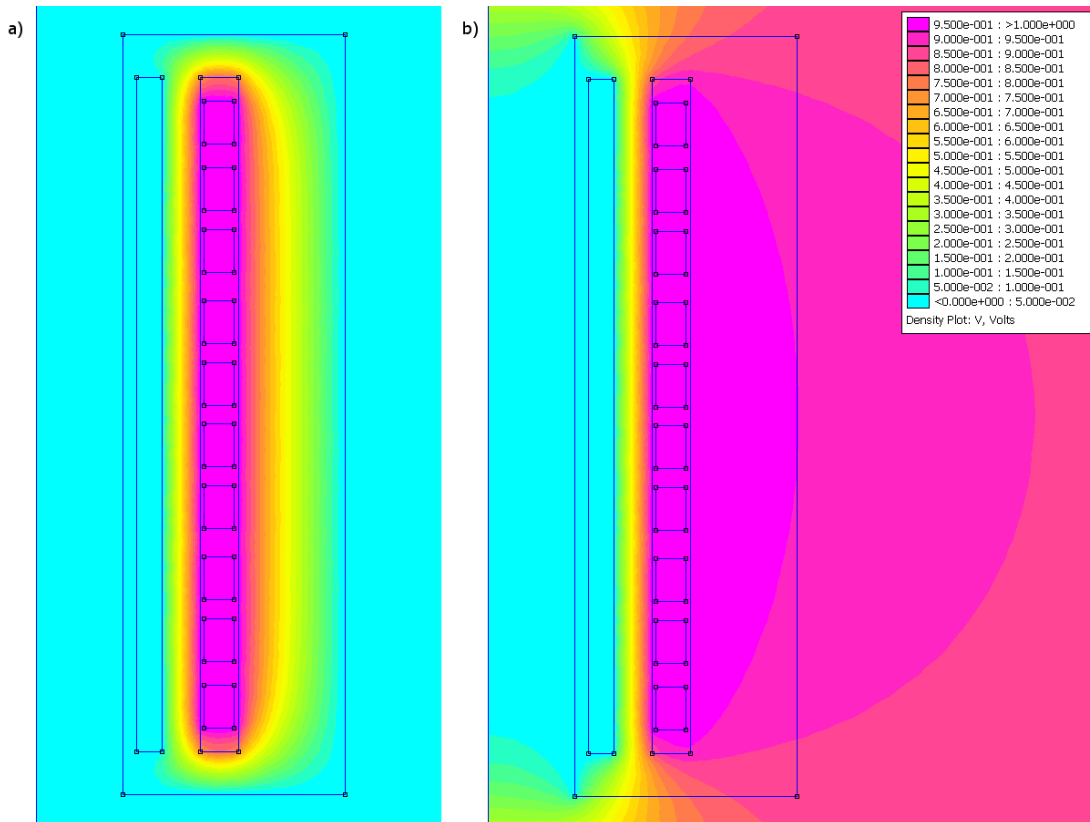 a)
b)
9.500e-001 : >1.000e+000
9.000e-001 : 9.500e-001
8.500e-001 : 9.000e-001
8.000e-001 : 8.500e-001
7.500e-001 : 8.000e-001
7.000e-001 : 7.500e-001
6.500e-001 : 7.000e-001
6.000e-001 : 6.500e-001
5.500e-001 : 6.000e-001
5.000e-001 : 5.500e-001
4.500e-001 : 5.000e-001
4.000e-001 : 4.500e-001
3.500e-001 : 4.000e-001
3.000e-001 : 3.500e-001
2.500e-001 : 3.000e-001
2.000e-001 : 2.500e-001
1.500e-001 : 2.000e-001
1.000e-001 : 1.500e-001
5.000e-002 : 1.000e-001
<0.000e+000 : 5.000e-002
Density Plot: V, Volts